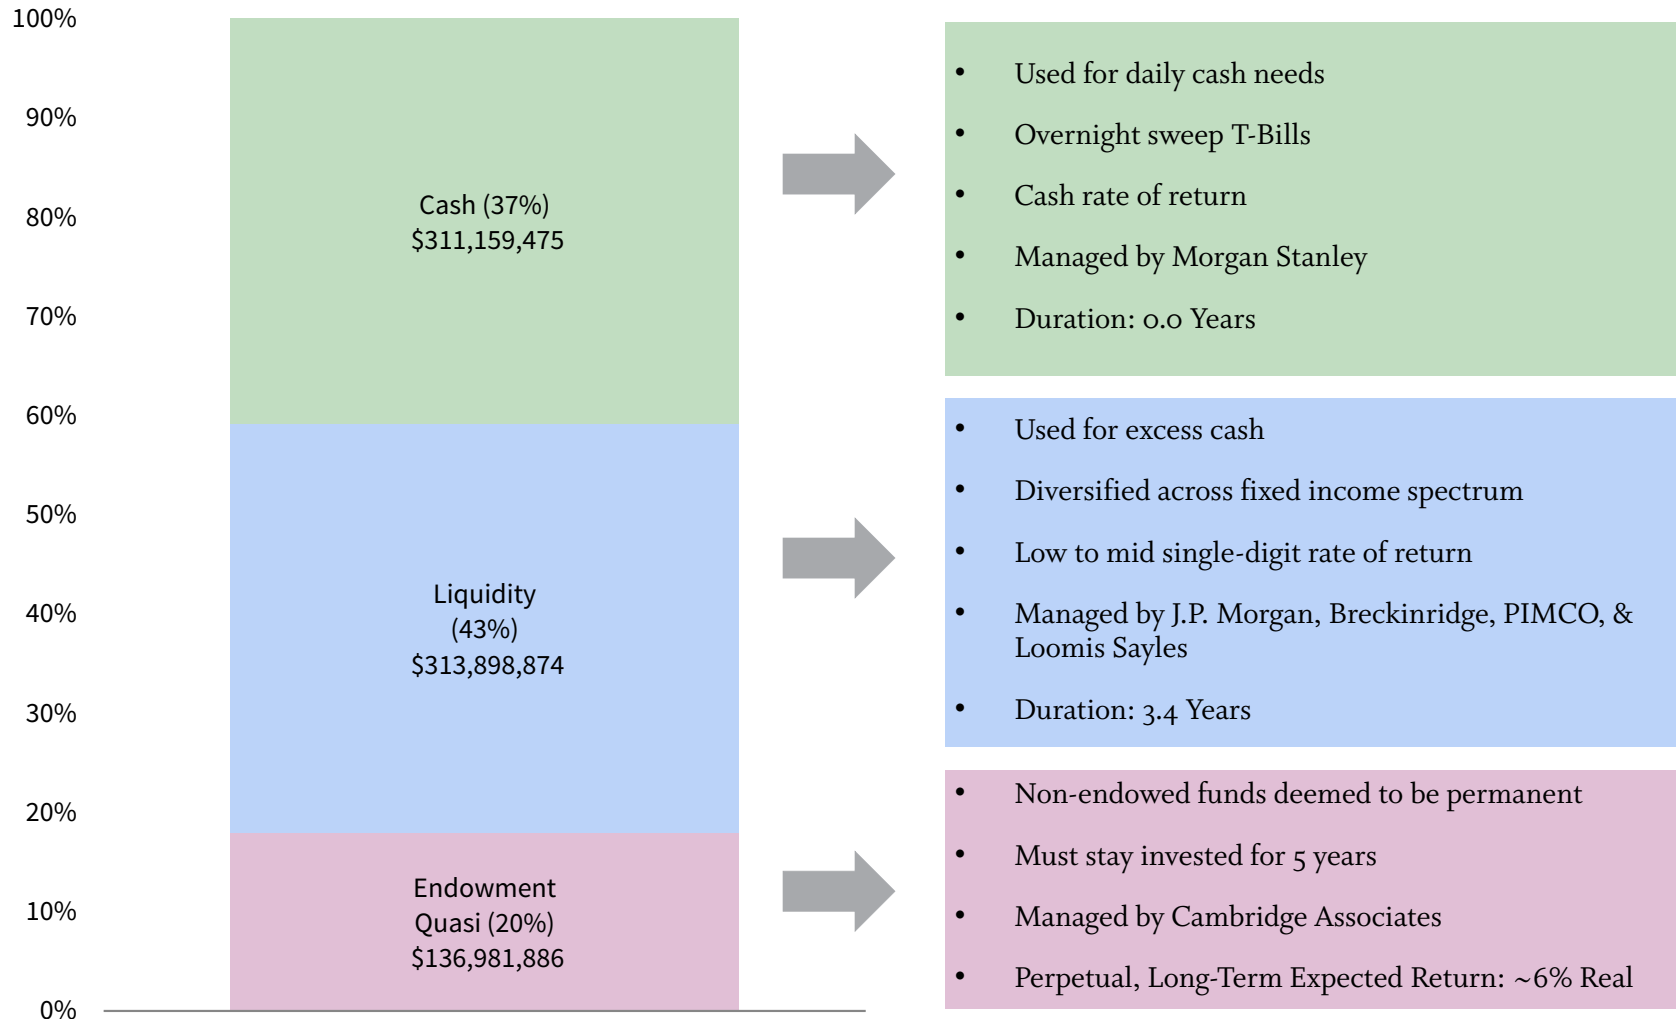 100%
90%
80%
70%
60%
50%
40%
30%
20%
10%
0%
Cash (37%)
$311,159,475
Liquidity
(43%)
$313,898,874
Endowment
Quasi (20%)
$136,981,886
• Used for daily cash needs
• Overnight sweep T-Bills
• Cash rate of return
• Managed by Morgan Stanley
• Duration: 0.0 Years
• Used for excess cash
• Diversified across fixed income spectrum
• Low to mid single-digit rate of return
• Managed by J.P. Morgan, Breckinridge, PIMCO, &
Loomis Sayles
• Duration: 3.4 Years
• Non-endowed funds deemed to be permanent
• Must stay invested for 5 years
• Managed by Cambridge Associates
• Perpetual, Long-Term Expected Return: ~6% Real